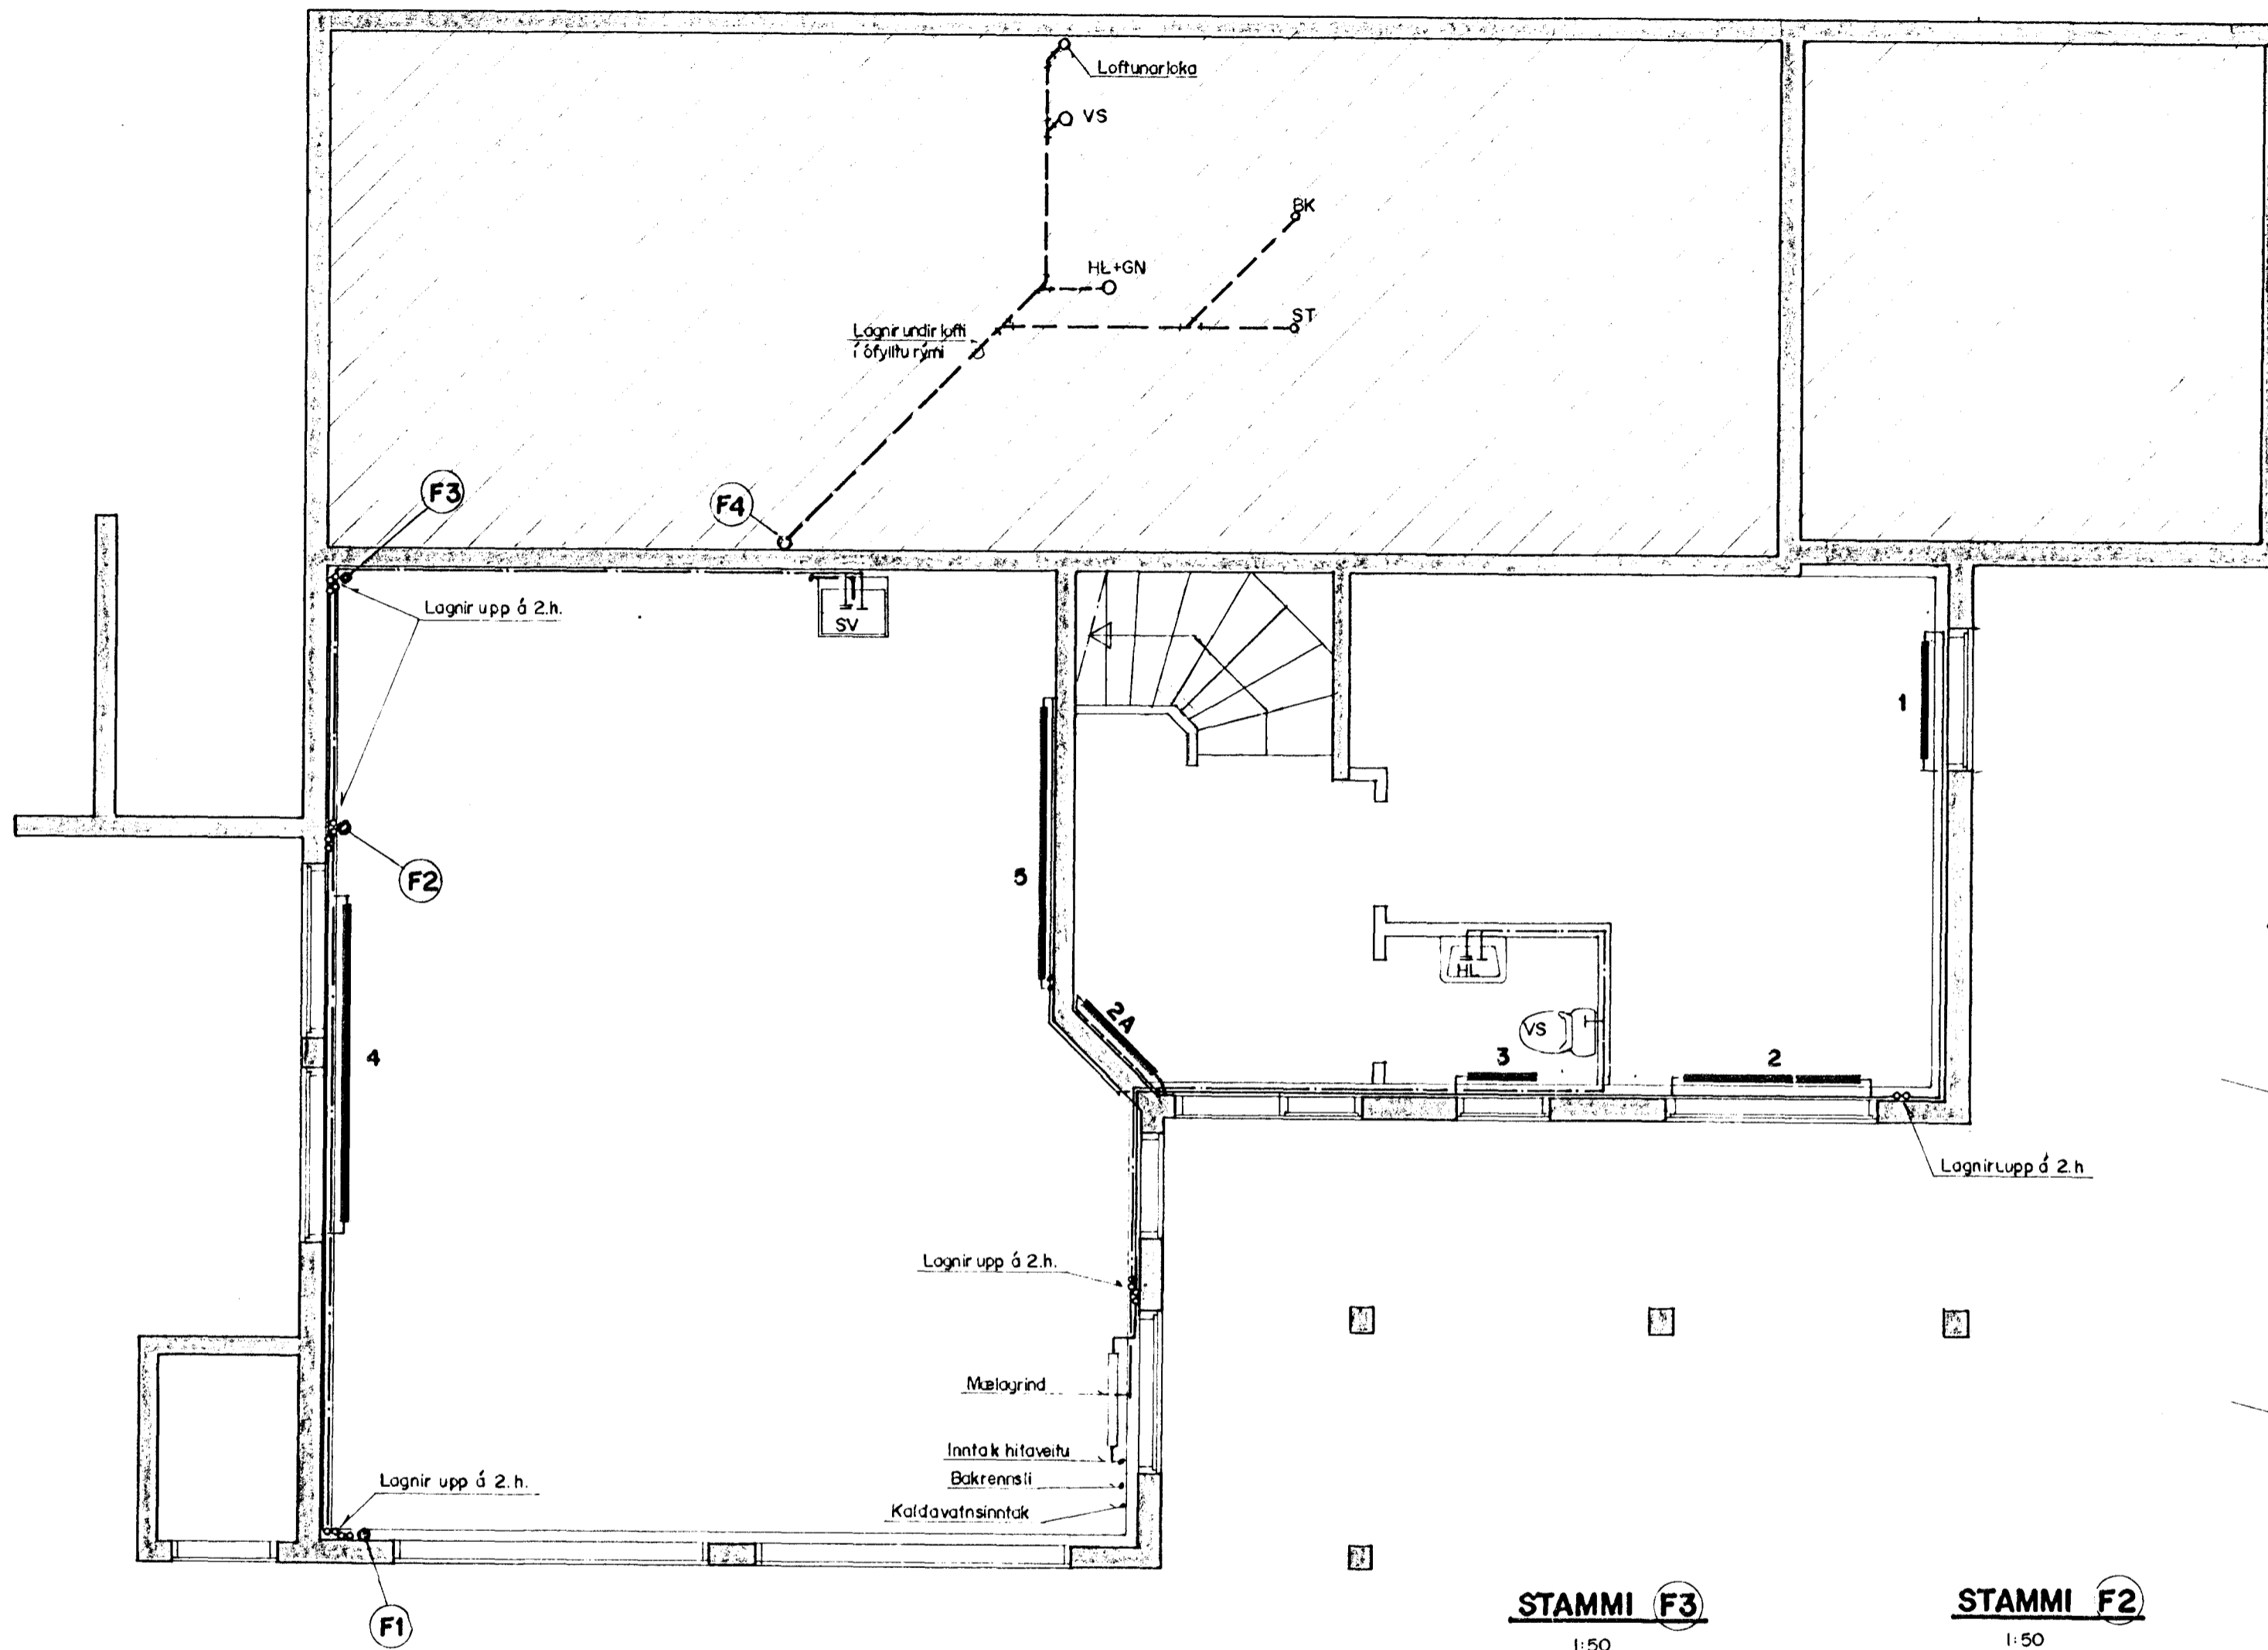 Loftunarloka
VS
BK
HL+GN
ST
Lagnir undir lofti
í ófylltu rými
F3
F4
Lagnir upp á 2.h.
SV
1
F2
5
HL
2A
VS
4
3
2
Lagnir upp á 2.h
Lagnir upp á 2.h.
Mælagrind
Inntak hitaveitu
Lagnir upp á 2.h.
Bakrennsli
Kaldavatnsinntak
F1
STAMMI F3
1:50
STAMMI F2
1:50